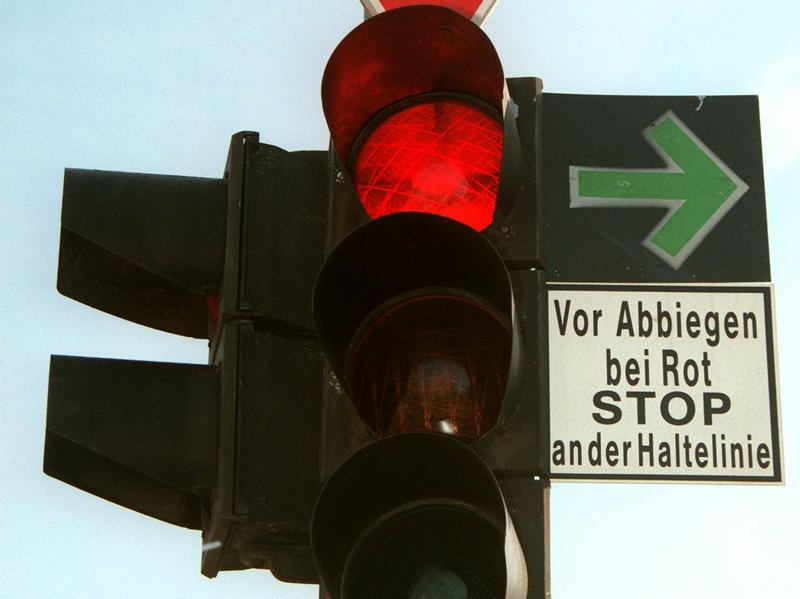 Vor Abbiegen
bei Rot
STOP
an der Haltelinie